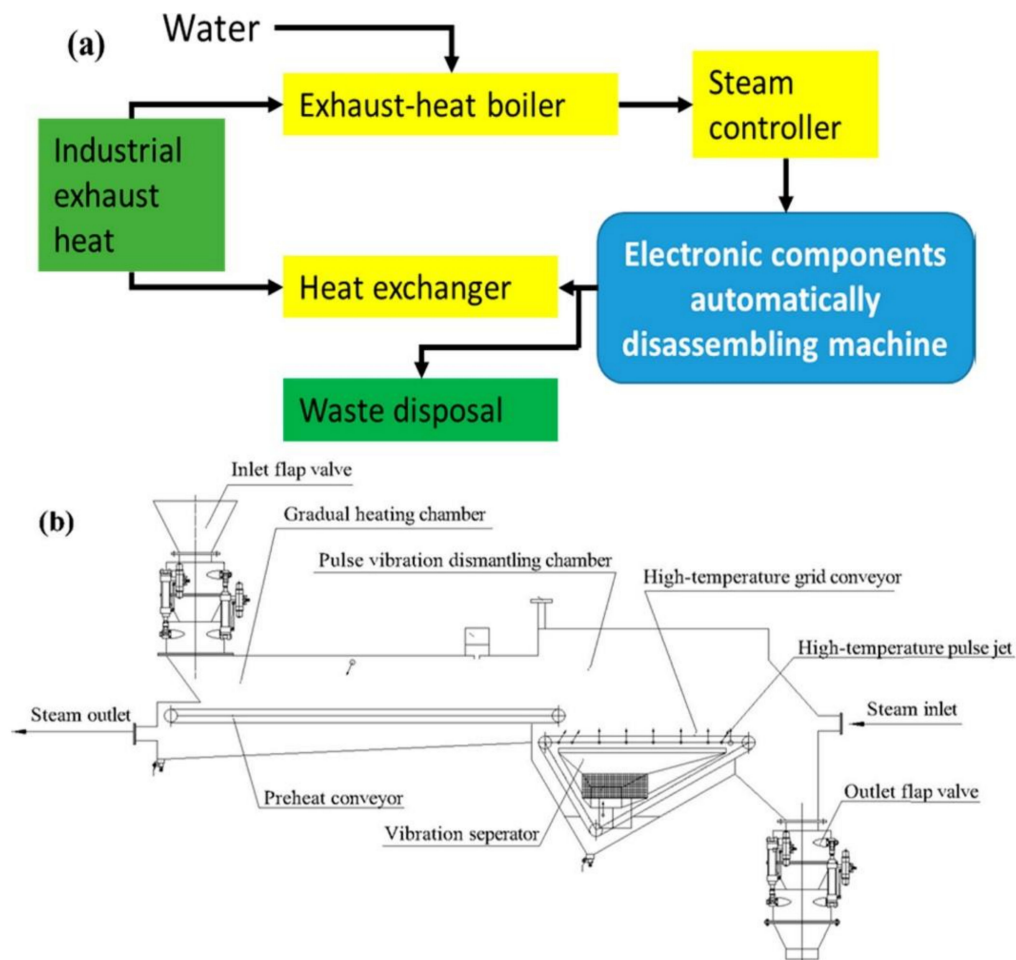 (a)
Water
Exhaust-heat boiler
Steam
controller
Industrial
exhaust
heat
Heat exchanger
Electronic components
automatically
disassembling machine
Waste disposal
(b)
Inlet flap valve
Gradual heating chamber
Pulse vibration dismantling chamber
High-temperature grid conveyor
High-temperature pulse jet
Steam outlet
Steam inlet
Preheat conveyor
Vibration seperator
Outlet flap valve